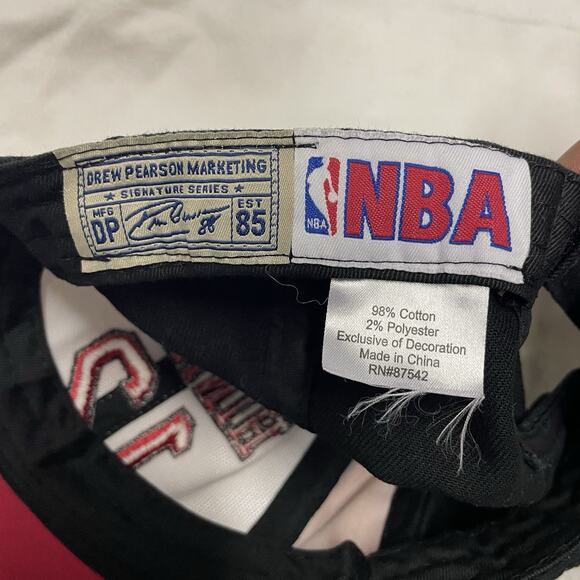 DREW PEARSON MARKETING
SIGNATURE SERIES
MFG DP
88
EST 85
NBA
NBA
98% Cotton
2% Polyester
Exclusive of Decoration
Made in China
RN#87542